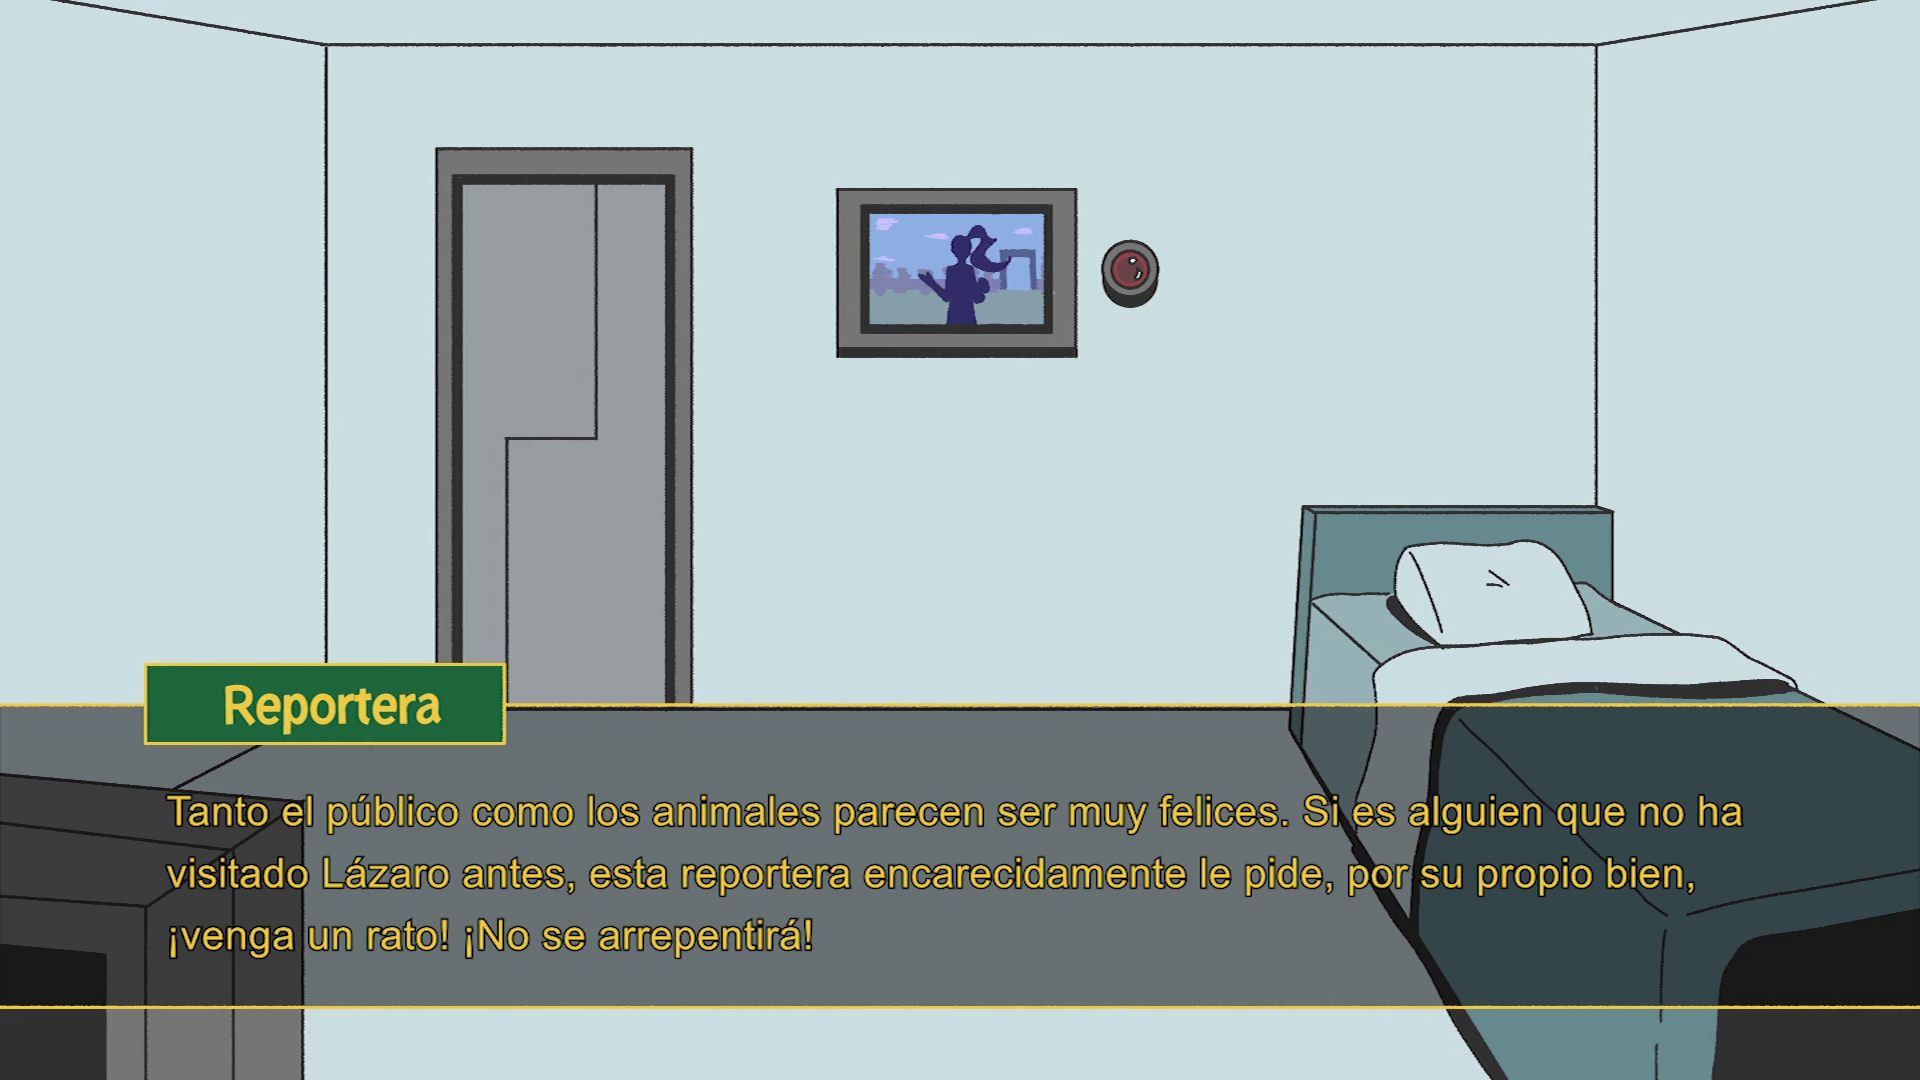 Reportera
Tanto el público como los animales parecen ser muy felices. Si es alguien que no ha
visitado Lázaro antes, esta reportera encarecidamente le pide, por su propio bien,
¡venga un rato! ¡No se arrepentirá!